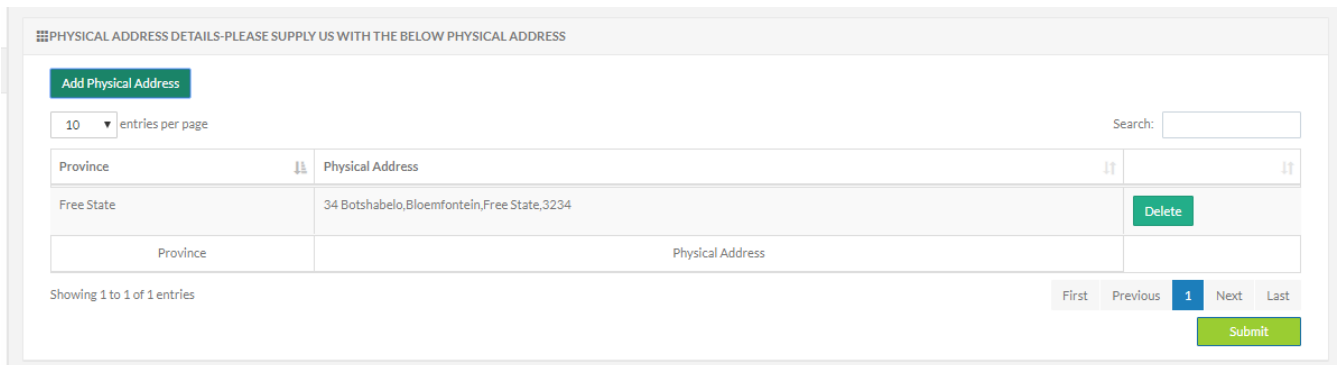 PHYSICAL ADDRESS DETAILS-PLEASE SUPPLY US WITH THE BELOW PHYSICAL ADDRESS
Add Physical Address
10 entries per page Search:
Province Physical Address
Free State 34 Botshabelo,Bloemfontein,Free State,3234 Delete
Province Physical Address
Showing 1 to 1 of 1 entries First Previous 1 Next Last
Submit